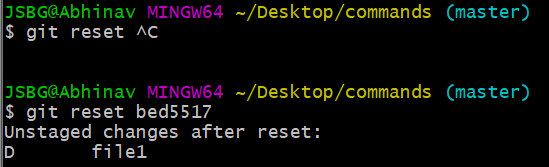 JSBG@Abhinav MINGW64 ~/Desktop/commands (master)
$ git reset ^C
JSBG@Abhinav MINGW64 ~/Desktop/commands (master)
$ git reset bed5517
Unstaged changes after reset:
D       file1